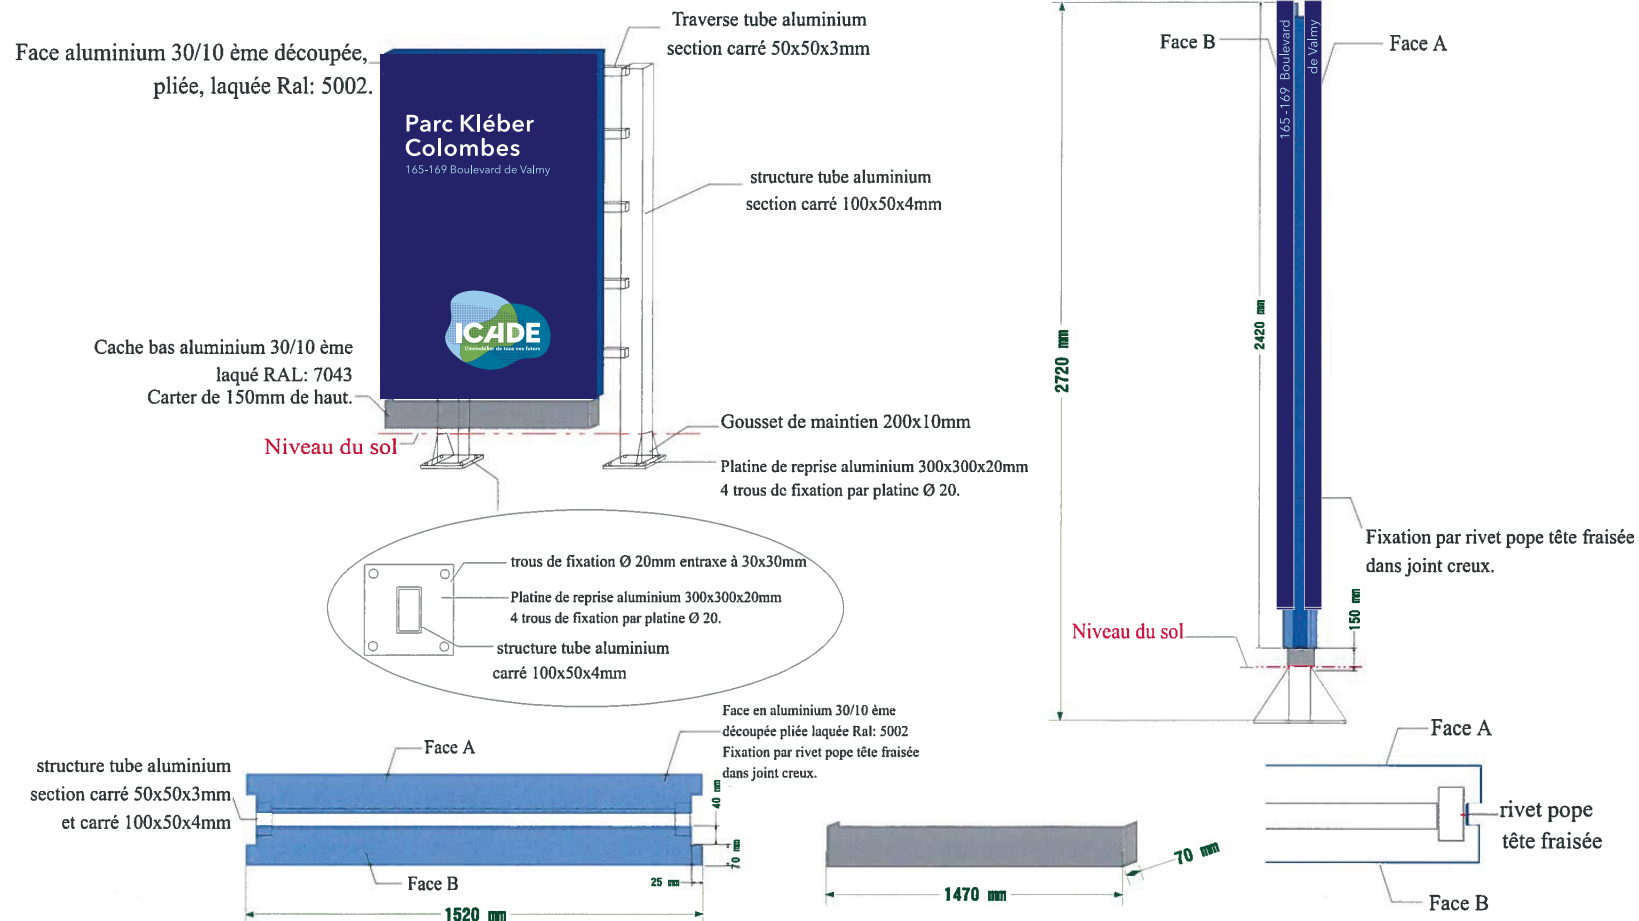 Face aluminium 30/10 ème découpée,
pliée, laquée Ral: 5002.
Parc Kléber
Colombes
165-169 Boulevard de Valmy
ICADE
L'immobilier de tous vos futurs
Traverse tube aluminium
section carré 50x50x3mm
structure tube aluminium
section carré 100x50x4mm
Cache bas aluminium 30/10 ème
laqué RAL: 7043
Carter de 150mm de haut.
Niveau du sol
Gousset de maintien 200x10mm
Platine de reprise aluminium 300x300x20mm
4 trous de fixation par platine Ø 20.
trous de fixation Ø 20mm entraxe à 30x30mm
Platine de reprise aluminium 300x300x20mm
4 trous de fixation par platine Ø 20.
structure tube aluminium
carré 100x50x4mm
Face B
Face A
165-169 Boulevard
de Valmy
2720 mm
2420 mm
150 mm
Fixation par rivet pope tête fraisée
dans joint creux.
Niveau du sol
Face en aluminium 30/10 ème
découpée pliée laquée Ral: 5002
Fixation par rivet pope tête fraisée
dans joint creux.
Face A
structure tube aluminium
section carré 50x50x3mm
et carré 100x50x4mm
Face B
40 mm
70 mm
25 mm
1520 mm
70 mm
1470 mm
Face A
rivet pope
tête fraisée
Face B